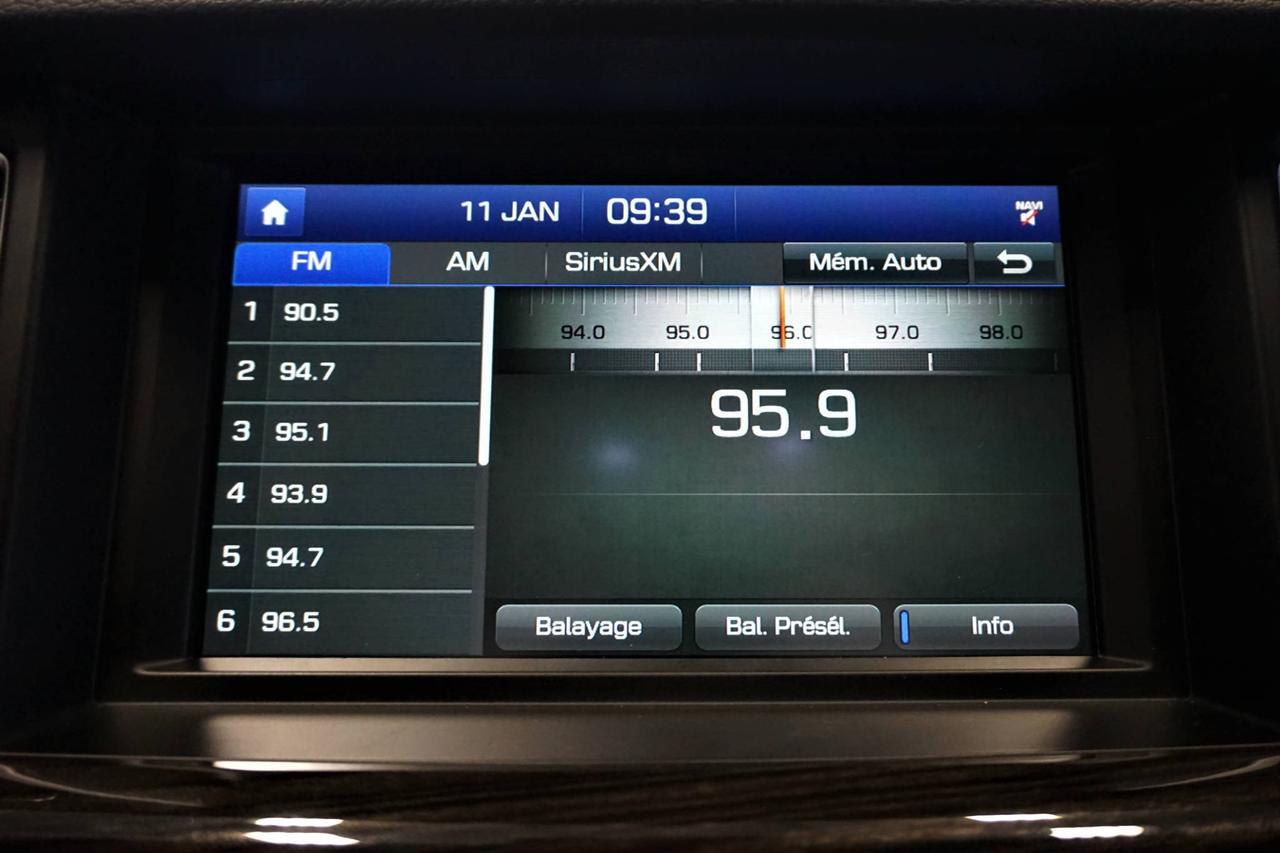 11 JAN 09:39 NAVI
FM AM SiriusXM Mém. Auto
1 90.5
2 94.7
3 95.1
4 93.9
5 94.7
6 96.5
94.0 95.0 96.0 97.0 98.0
95.9
Balayage Bal. Présél. Info